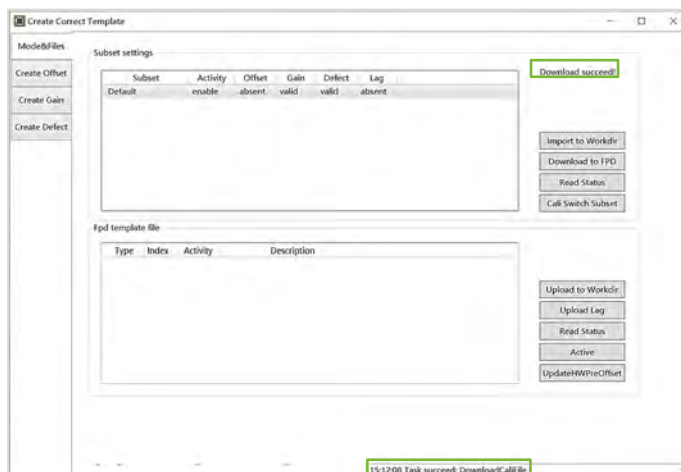 Create Correct Template
Mode&Files
Create Offset
Create Gain
Create Defect
Subset settings
Subset Activity Offset Gain Defect Lag
Default enable absent valid valid absent
Download succeed!
Import to Workdir
Download to FPD
Read Status
Cali Switch Subset
Fpd template file
Type Index Activity Description
Upload to Workdir
Upload Lag
Read Status
Active
UpdateHWPreOffset
15:12:08 Task succeed: DownloadCaliFile